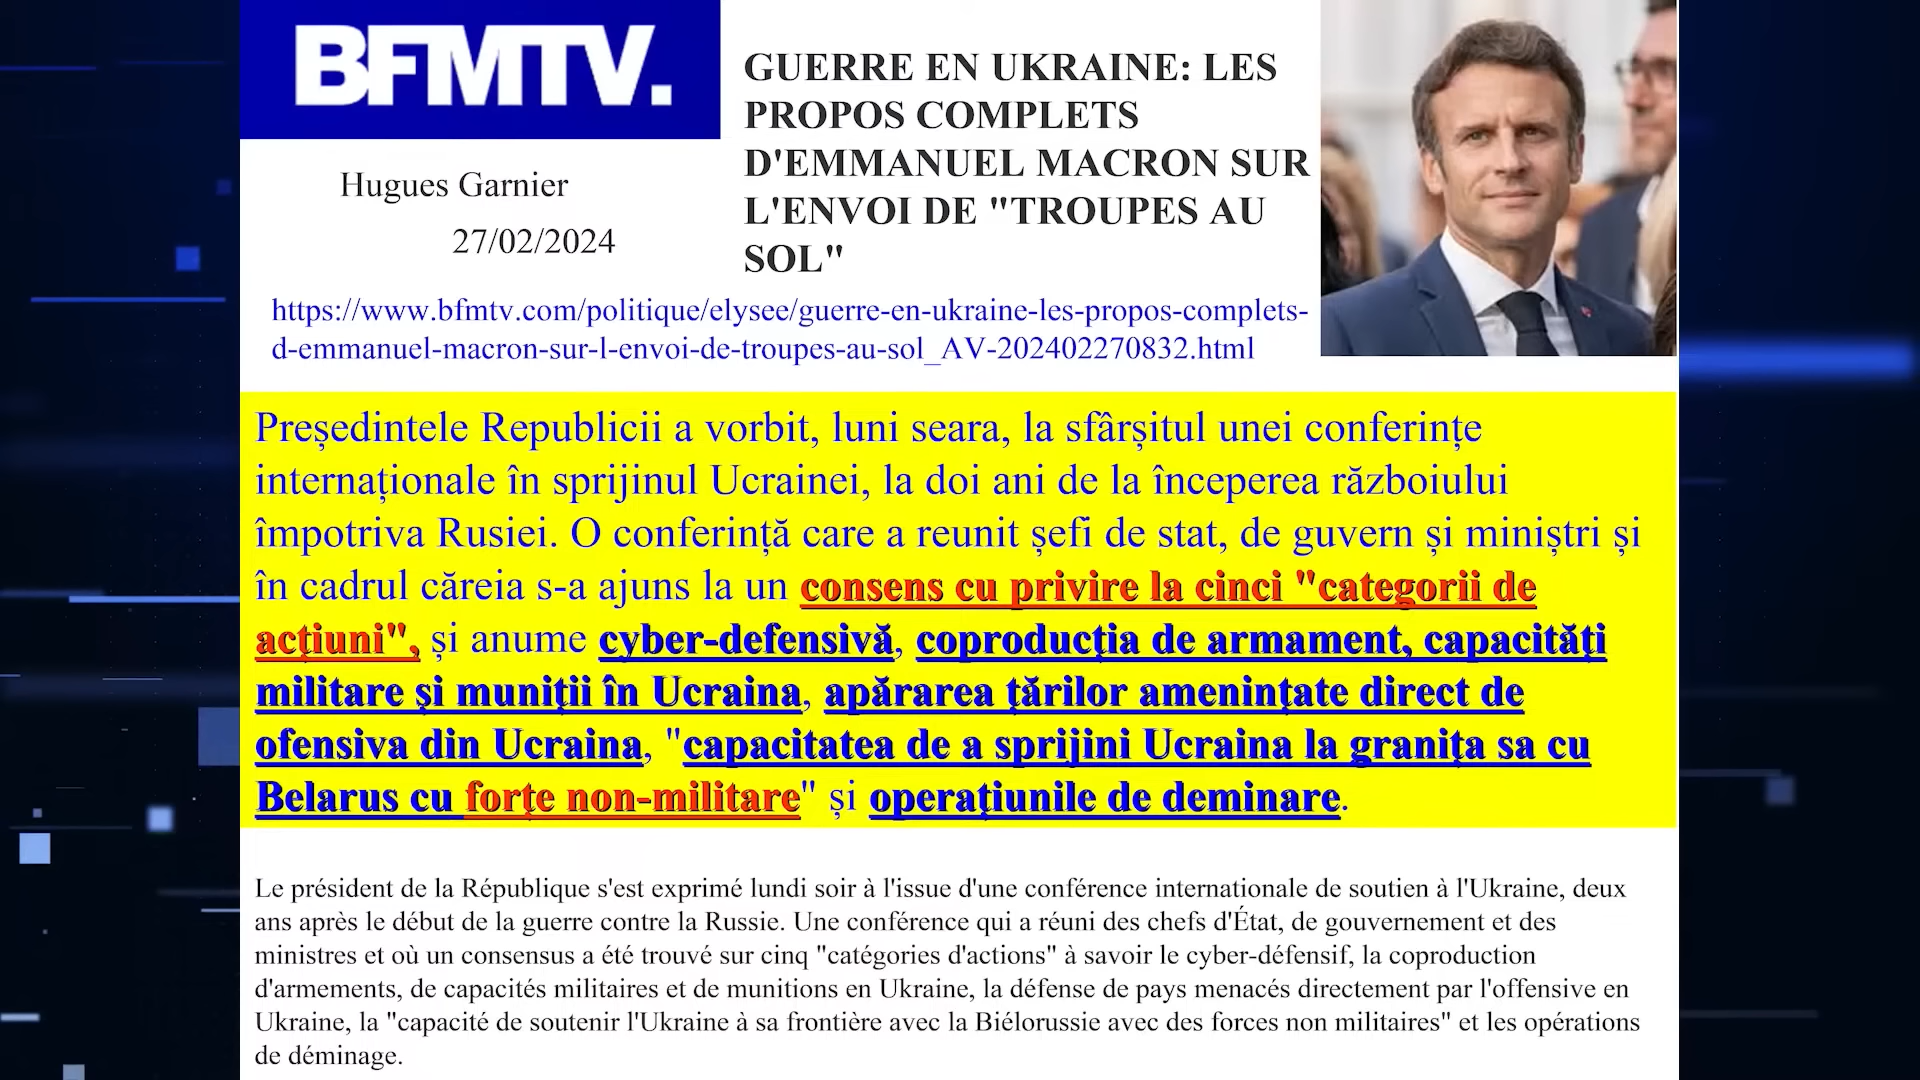 BFMTV.
Hugues Garnier
27/02/2024
GUERRE EN UKRAINE: LES
PROPOS COMPLETS
D'EMMANUEL MACRON SUR
L'ENVOI DE "TROUPES AU
SOL"
https://www.bfmtv.com/politique/elysee/guerre-en-ukraine-les-propos-complets-
d-emmanuel-macron-sur-l-envoi-de-troupes-au-sol_AV-202402270832.html
Președintele Republicii a vorbit, luni seara, la sfârșitul unei conferințe
internaționale în sprijinul Ucrainei, la doi ani de la începerea războiului
împotriva Rusiei. O conferință care a reunit șefi de stat, de guvern și miniștri și
în cadrul căreia s-a ajuns la un consens cu privire la cinci "categorii de
acțiuni", și anume cyber-defensivă, coproducția de armament, capacități
militare și muniții în Ucraina, apărarea țărilor amenințate direct de
ofensiva din Ucraina, "capacitatea de a sprijini Ucraina la granița sa cu
Belarus cu forțe non-militare" și operațiunile de deminare.
Le président de la République s'est exprimé lundi soir à l'issue d'une conférence internationale de soutien à l'Ukraine, deux
ans après le début de la guerre contre la Russie. Une conférence qui a réuni des chefs d'État, de gouvernement et des
ministres et où un consensus a été trouvé sur cinq "catégories d'actions" à savoir le cyber-défensif, la coproduction
d'armements, de capacités militaires et de munitions en Ukraine, la défense de pays menacés directement par l'offensive en
Ukraine, la "capacité de soutenir l'Ukraine à sa frontière avec la Biélorussie avec des forces non militaires" et les opérations
de déminage.